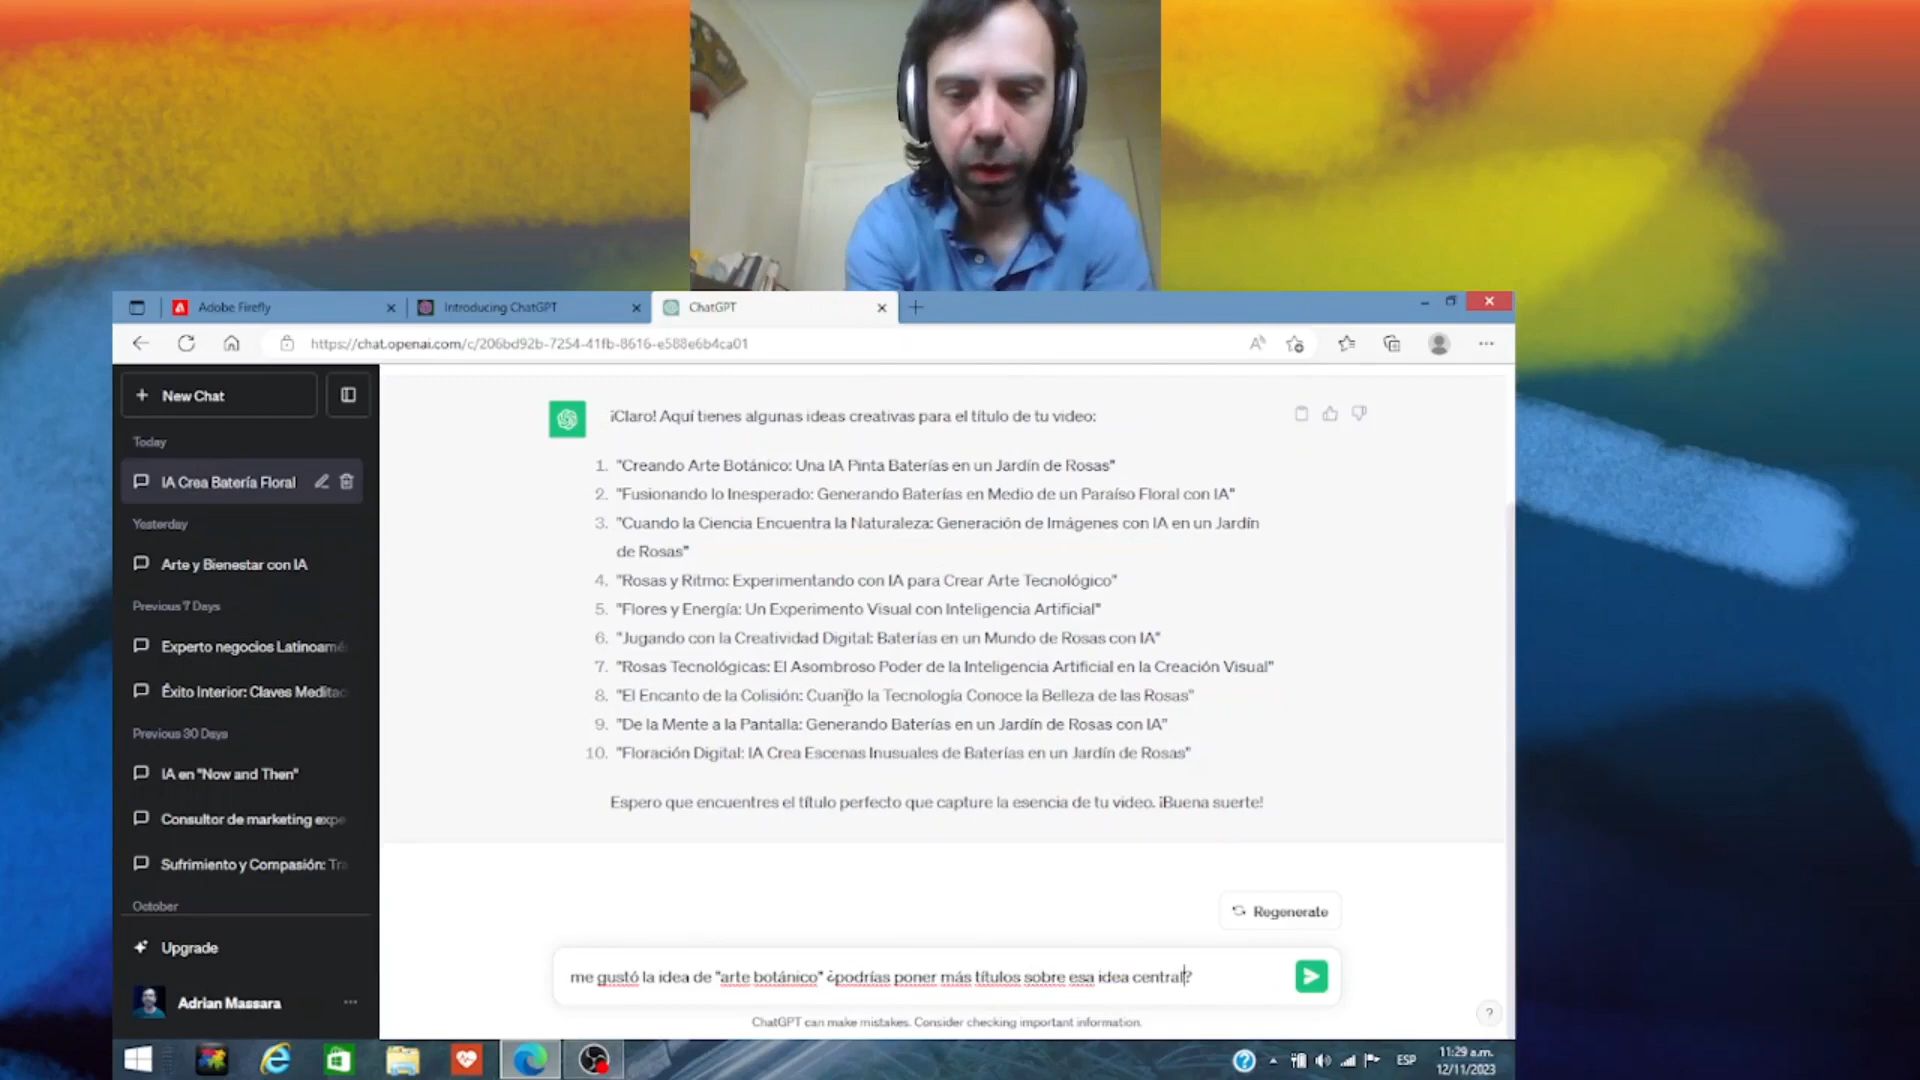 Adobe Firefly
Introducing ChatGPT
ChatGPT
https://chat.openai.com/c/206bd92b-7254-41fb-8616-e588e6b4ca01
New Chat
Today
IA Crea Batería Floral
Yesterday
Arte y Bienestar con IA
Previous 7 Days
Experto negocios Latinoamé
Éxito Interior: Claves Meditac
Previous 30 Days
IA en "Now and Then"
Consultor de marketing expe
Sufrimiento y Compasión: Tra
October
Upgrade
Adrian Massara
¡Claro! Aquí tienes algunas ideas creativas para el título de tu video:
1. "Creando Arte Botánico: Una IA Pinta Baterías en un Jardín de Rosas"
2. "Fusionando lo Inesperado: Generando Baterías en Medio de un Paraíso Floral con IA"
3. "Cuando la Ciencia Encuentra la Naturaleza: Generación de Imágenes con IA en un Jardín
de Rosas"
4. "Rosas y Ritmo: Experimentando con IA para Crear Arte Tecnológico"
5. "Flores y Energía: Un Experimento Visual con Inteligencia Artificial"
6. "Jugando con la Creatividad Digital: Baterías en un Mundo de Rosas con IA"
7. "Rosas Tecnológicas: El Asombroso Poder de la Inteligencia Artificial en la Creación Visual"
8. "El Encanto de la Colisión: Cuando la Tecnología Conoce la Belleza de las Rosas"
9. "De la Mente a la Pantalla: Generando Baterías en un Jardín de Rosas con IA"
10. "Floración Digital: IA Crea Escenas Inusuales de Baterías en un Jardín de Rosas"
Espero que encuentres el título perfecto que capture la esencia de tu video. ¡Buena suerte!
Regenerate
me gustó la idea de "arte botánico" ¿podrías poner más títulos sobre esa idea central?
ChatGPT can make mistakes. Consider checking important information.
?
ESP
11:29 a.m.
12/11/2023